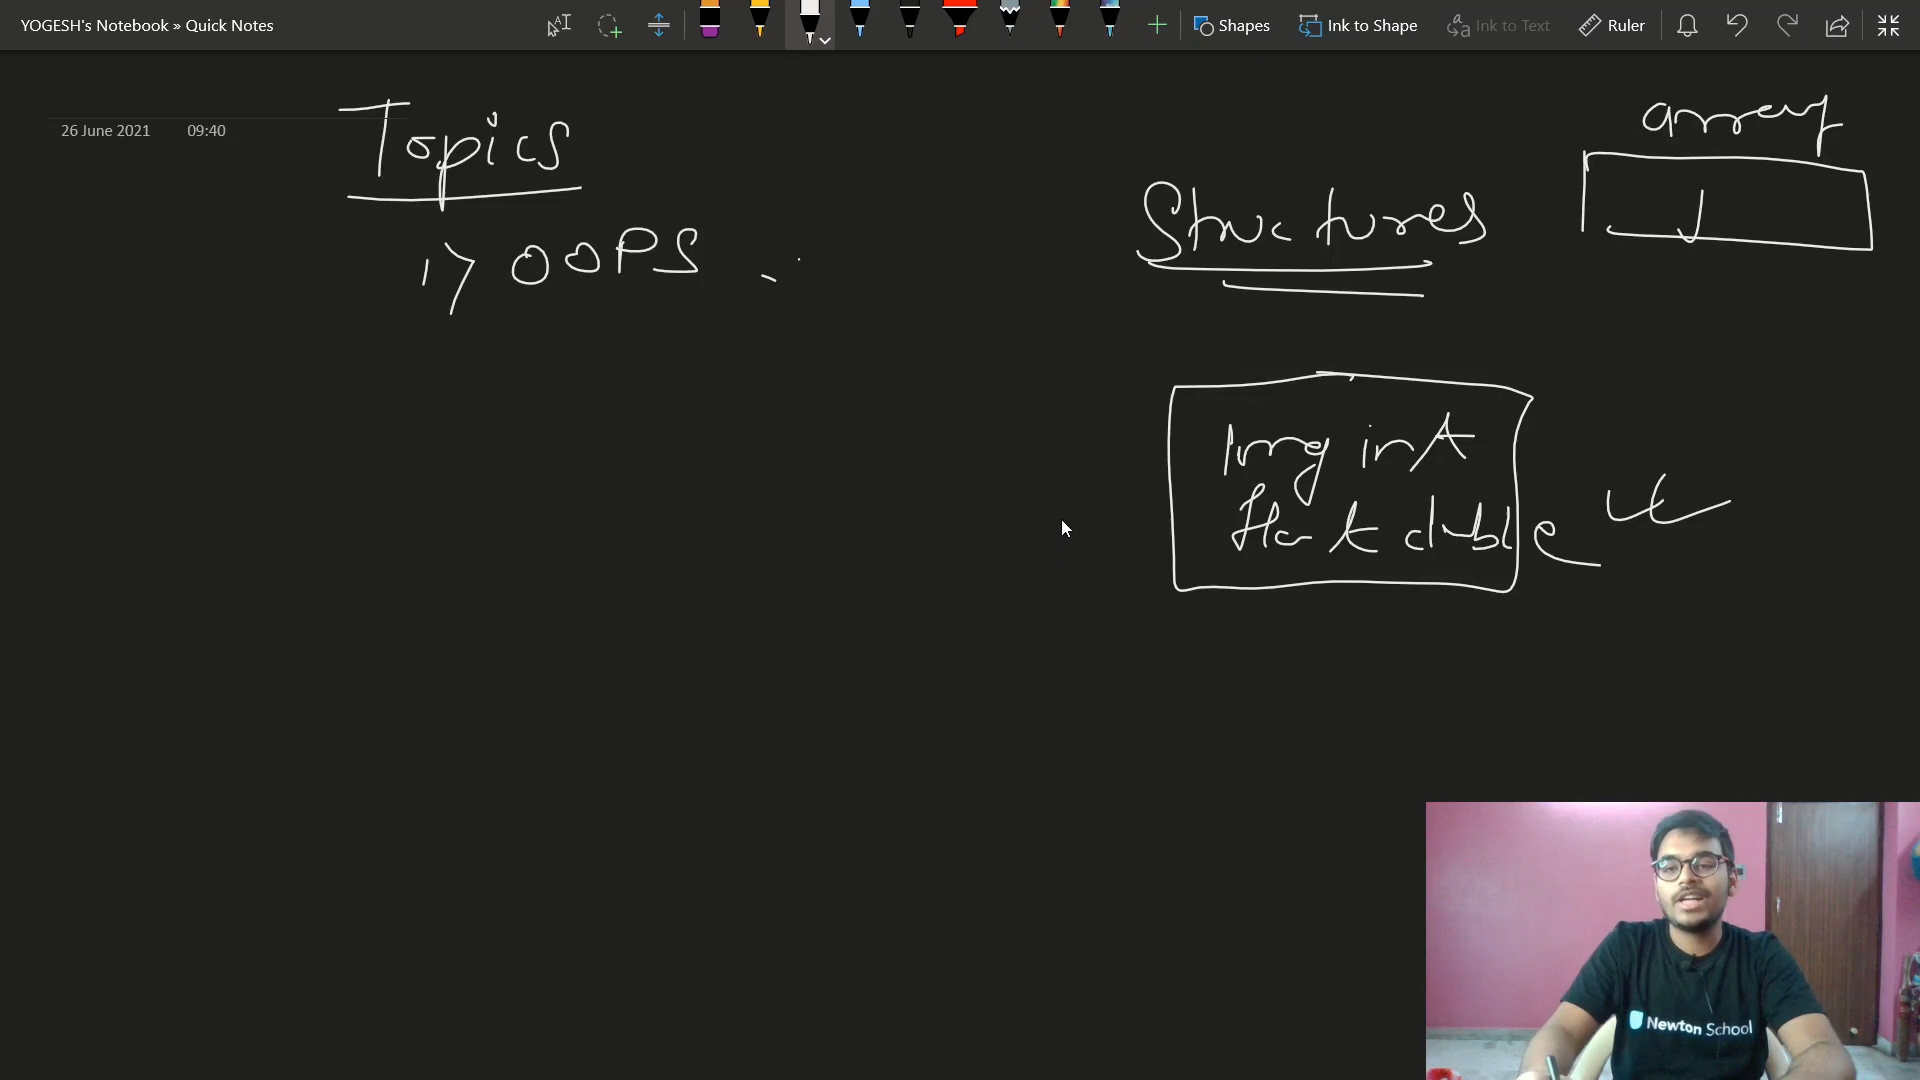 YOGESH's Notebook » Quick Notes
Shapes
Ink to Shape
Ink to Text
Ruler
26 June 2021 09:40
Topics
1) OOPS
array
Structures
long int
float double
Newton School